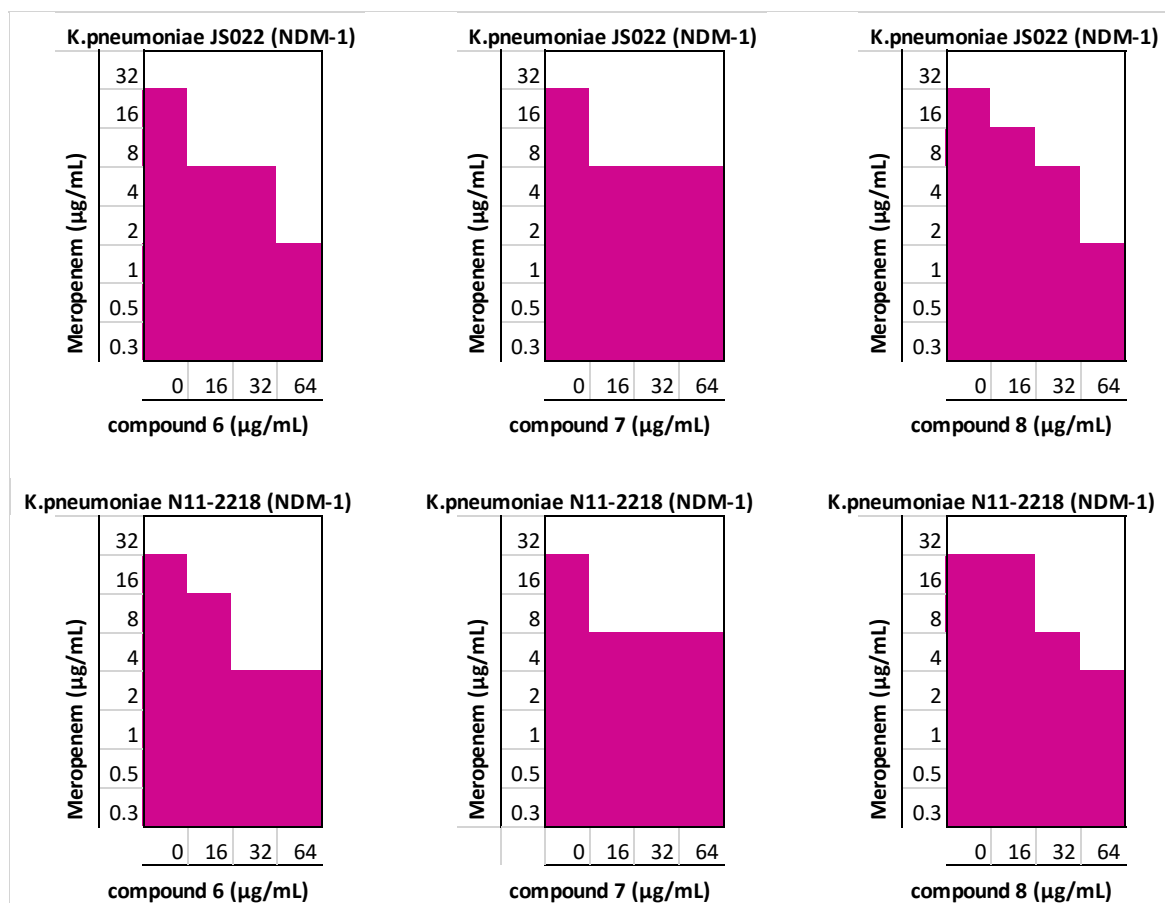 K.pneumoniae JS022 (NDM-1)
32
16
8
4
2
1
0.5
0.3
Meropenem (µg/mL)
0 16 32 64
compound 6 (µg/mL)
K.pneumoniae JS022 (NDM-1)
32
16
8
4
2
1
0.5
0.3
Meropenem (µg/mL)
0 16 32 64
compound 7 (µg/mL)
K.pneumoniae JS022 (NDM-1)
32
16
8
4
2
1
0.5
0.3
Meropenem (µg/mL)
0 16 32 64
compound 8 (µg/mL)
K.pneumoniae N11-2218 (NDM-1)
32
16
8
4
2
1
0.5
0.3
Meropenem (µg/mL)
0 16 32 64
compound 6 (µg/mL)
K.pneumoniae N11-2218 (NDM-1)
32
16
8
4
2
1
0.5
0.3
Meropenem (µg/mL)
0 16 32 64
compound 7 (µg/mL)
K.pneumoniae N11-2218 (NDM-1)
32
16
8
4
2
1
0.5
0.3
Meropenem (µg/mL)
0 16 32 64
compound 8 (µg/mL)